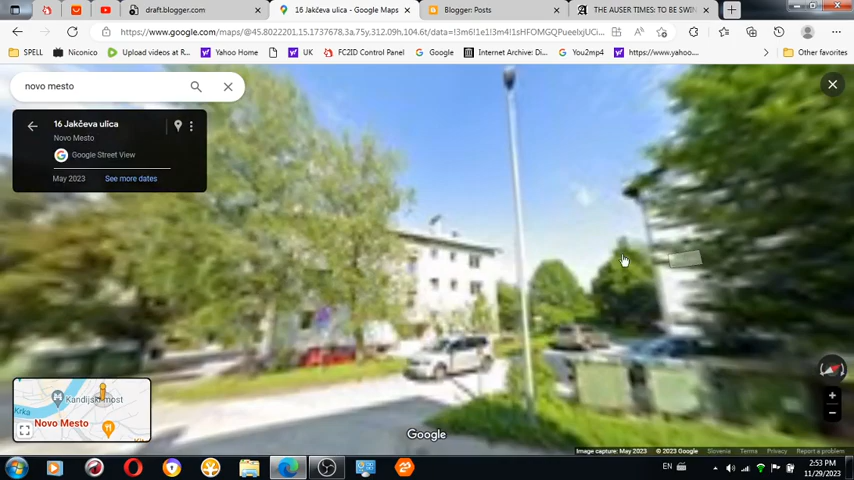 draft.blogger.com
16 Jakčeva ulica - Google Maps
Blogger: Posts
THE AUSER TIMES: TO BE SWIN
https://www.google.com/maps/@45.8022201,15.1737678,3a,75y,312.09h,104.6t/data=!3m6!1e1!3m4!1sHFOMGQPueeIxjUCi...
SPELL
Niconico
Upload videos at R...
Yahoo Home
UK
FC2ID Control Panel
Google
Internet Archive: Di...
You2mp4
https://www.yahoo....
Other favorites
novo mesto
16 Jakčeva ulica
Novo Mesto
Google Street View
May 2023
See more dates
Kandijski most
Krka
Novo Mesto
Google
Image capture: May 2023
© 2023 Google
Slovenia
Terms
Privacy
Report a problem
EN
2:53 PM
11/29/2023